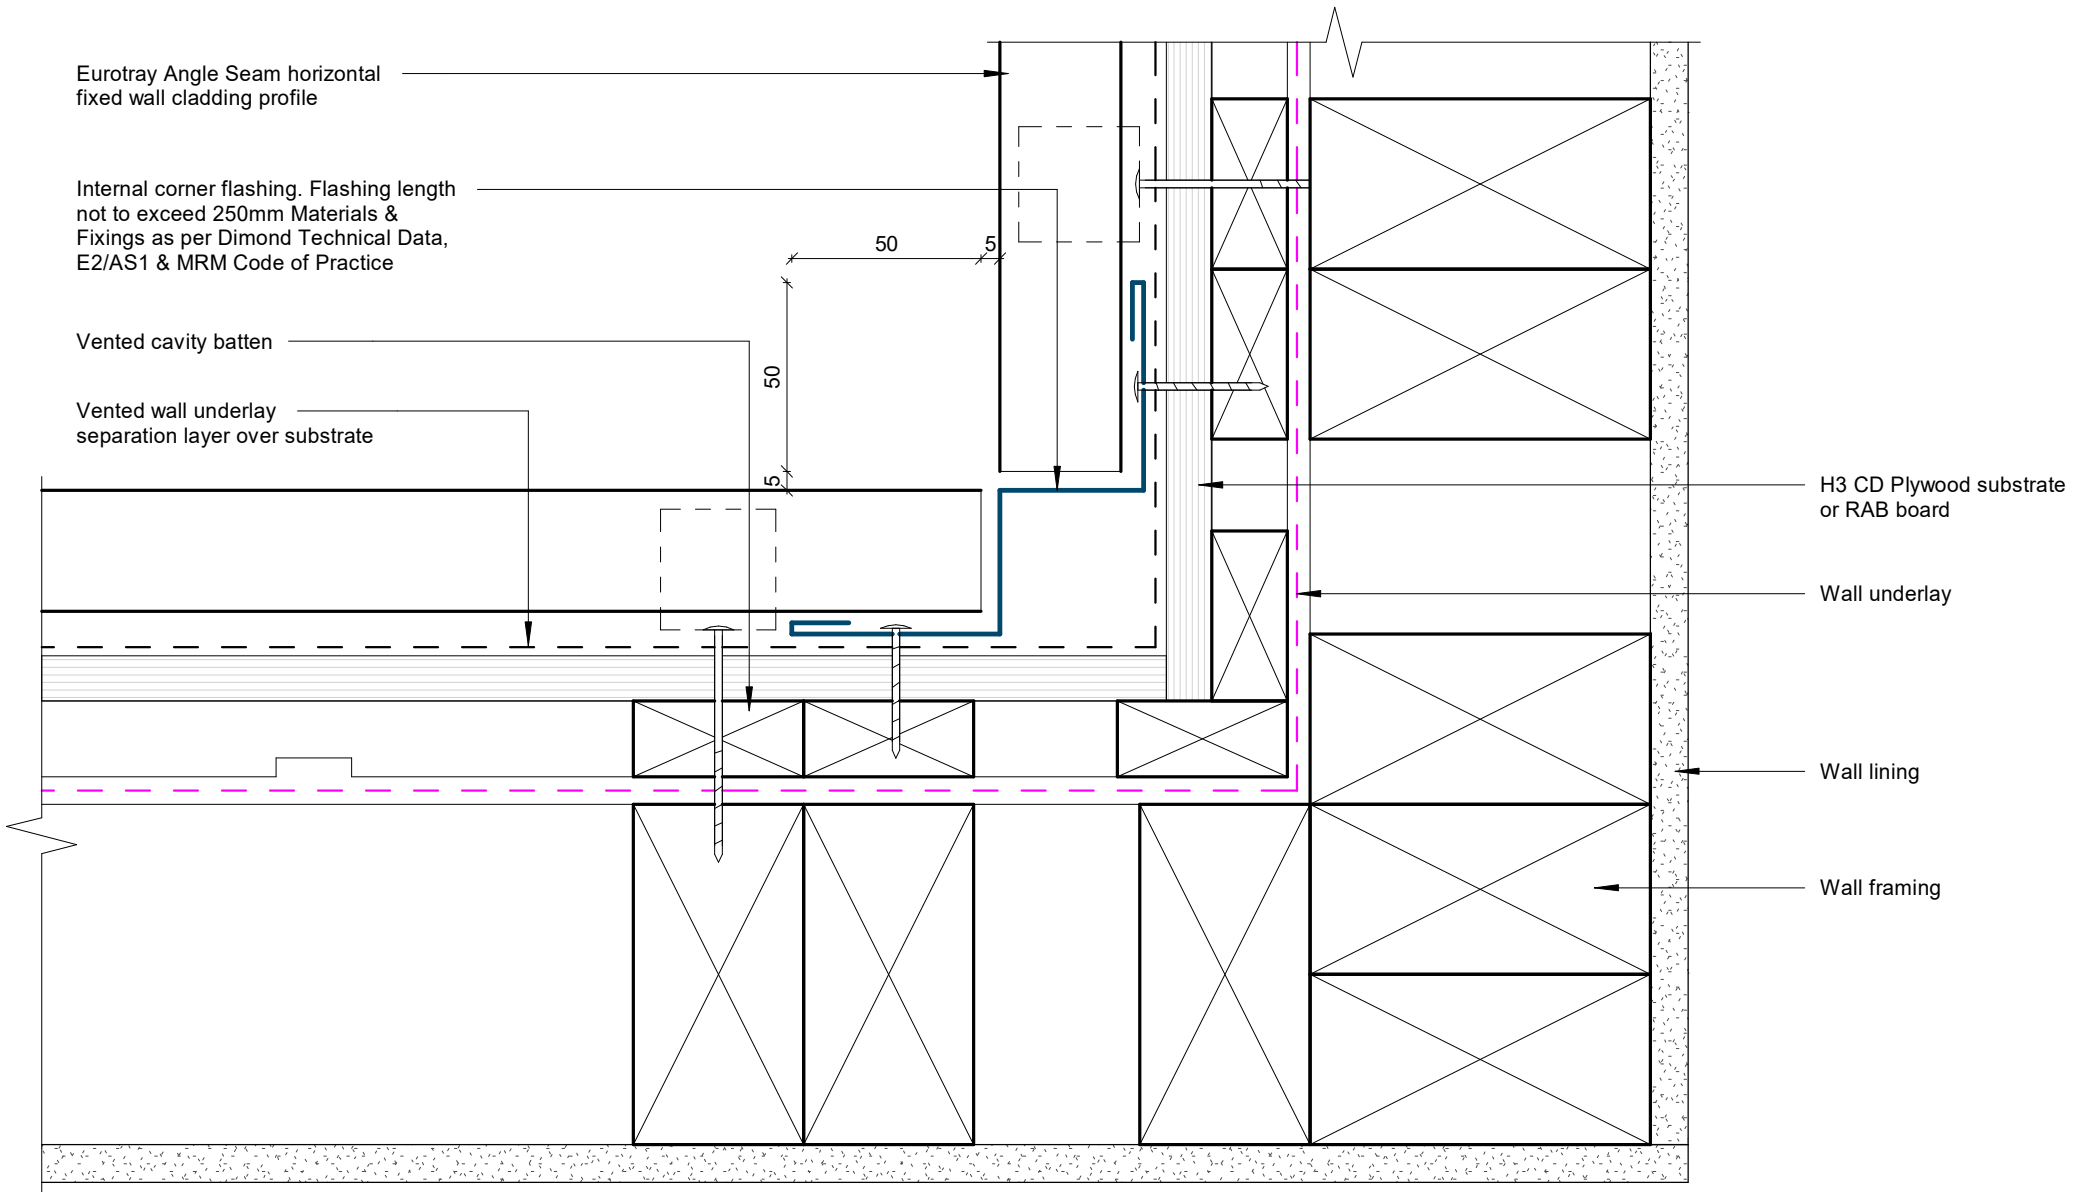 Eurotray Angle Seam horizontal
fixed wall cladding profile
Internal corner flashing. Flashing length
not to exceed 250mm Materials &
Fixings as per Dimond Technical Data,
E2/AS1 & MRM Code of Practice
50
5
Vented cavity batten
50
Vented wall underlay
separation layer over substrate
5
H3 CD Plywood substrate
or RAB board
Wall underlay
Wall lining
Wall framing